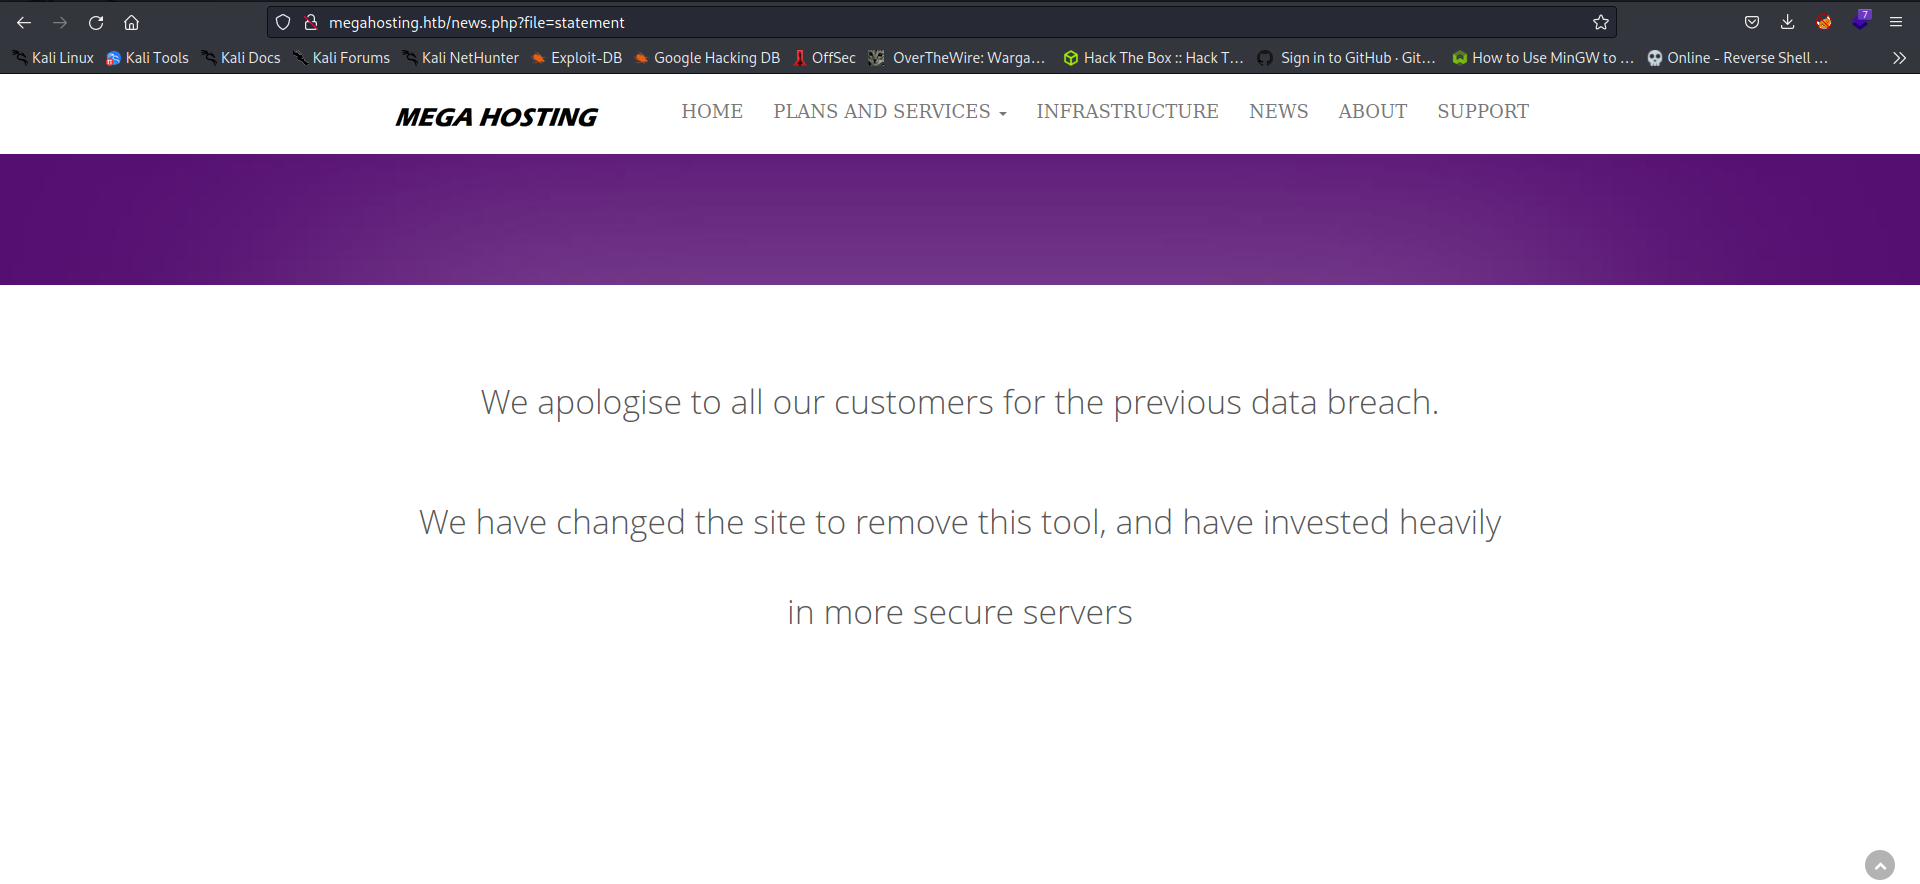 megahosting.htb/news.php?file=statement
7
Kali Linux Kali Tools Kali Docs Kali Forums Kali NetHunter Exploit-DB Google Hacking DB OffSec OverTheWire: Warga… Hack The Box :: Hack T… Sign in to GitHub · Git… How to Use MinGW to … Online - Reverse Shell …
MEGA HOSTING HOME PLANS AND SERVICES INFRASTRUCTURE NEWS ABOUT SUPPORT
We apologise to all our customers for the previous data breach.
We have changed the site to remove this tool, and have invested heavily
in more secure servers